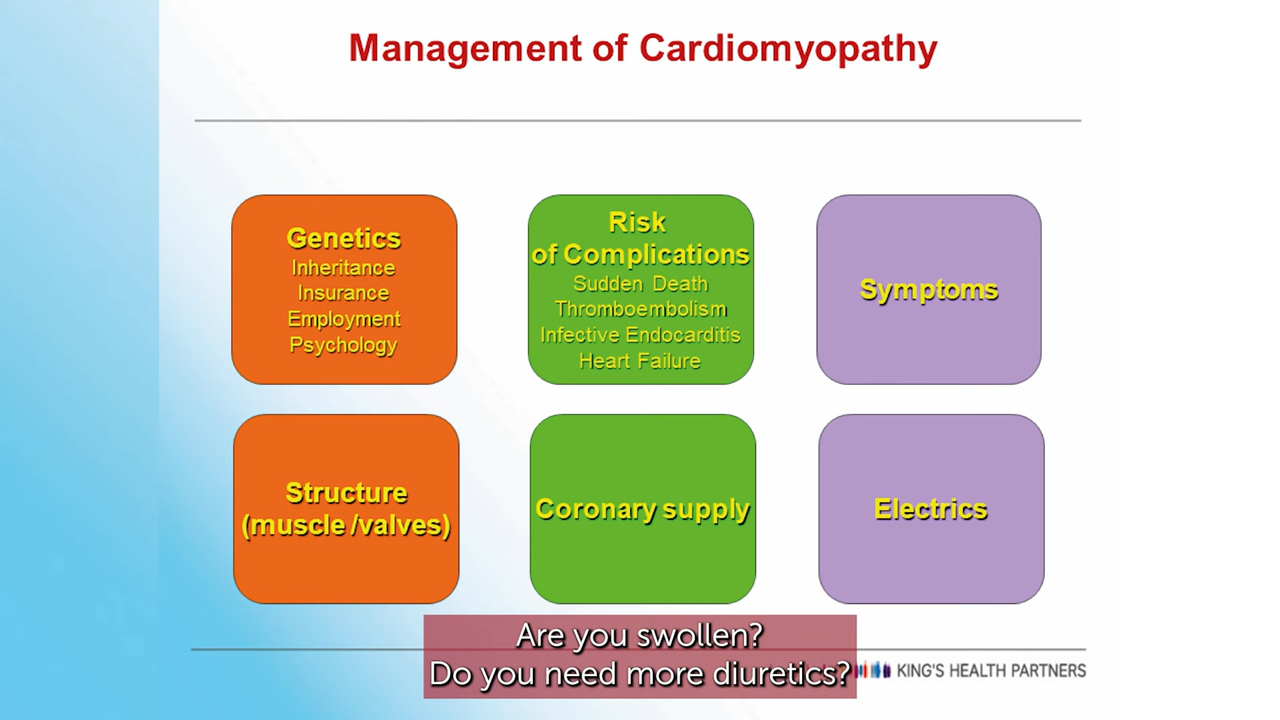 Management of Cardiomyopathy
Genetics
Inheritance
Insurance
Employment
Psychology
Risk
of Complications
Sudden Death
Thromboembolism
Infective Endocarditis
Heart Failure
Symptoms
Structure
(muscle /valves)
Coronary supply
Electrics
Are you swollen?
Do you need more diuretics?
KING'S HEALTH PARTNERS